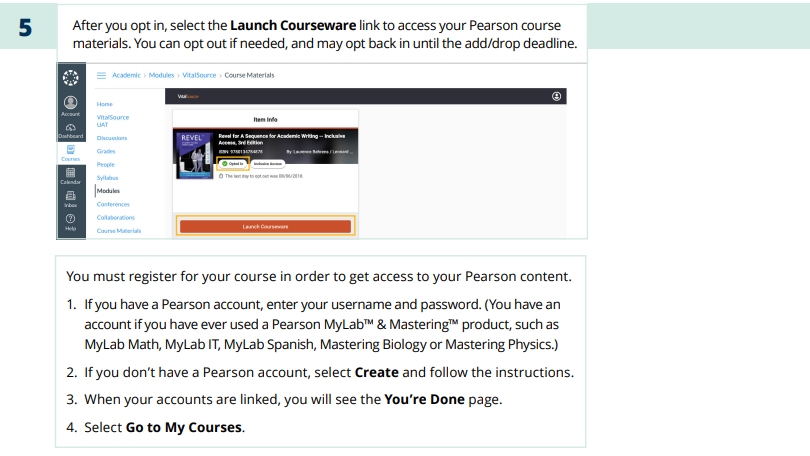 5
After you opt in, select the Launch Courseware link to access your Pearson course
materials. You can opt out if needed, and may opt back in until the add/drop deadline.
Academic › Modules › VitalSource › Course Materials
VitalSource
Account
Dashboard
Courses
Calendar
Inbox
Help
Home
VitalSource
UAT
Discussions
Grades
People
Syllabus
Modules
Conferences
Collaborations
Course Materials
Item Info
REVEL
Revel for A Sequence for Academic Writing -- Inclusive
Access, 3rd Edition
ISBN: 9780134784878
By: Laurence Behrens / Leonard ...
Opted In
Inclusive Access
The last day to opt out was 08/06/2018.
Launch Courseware
You must register for your course in order to get access to your Pearson content.
1. If you have a Pearson account, enter your username and password. (You have an
account if you have ever used a Pearson MyLab™ & Mastering™ product, such as
MyLab Math, MyLab IT, MyLab Spanish, Mastering Biology or Mastering Physics.)
2. If you don’t have a Pearson account, select Create and follow the instructions.
3. When your accounts are linked, you will see the You’re Done page.
4. Select Go to My Courses.